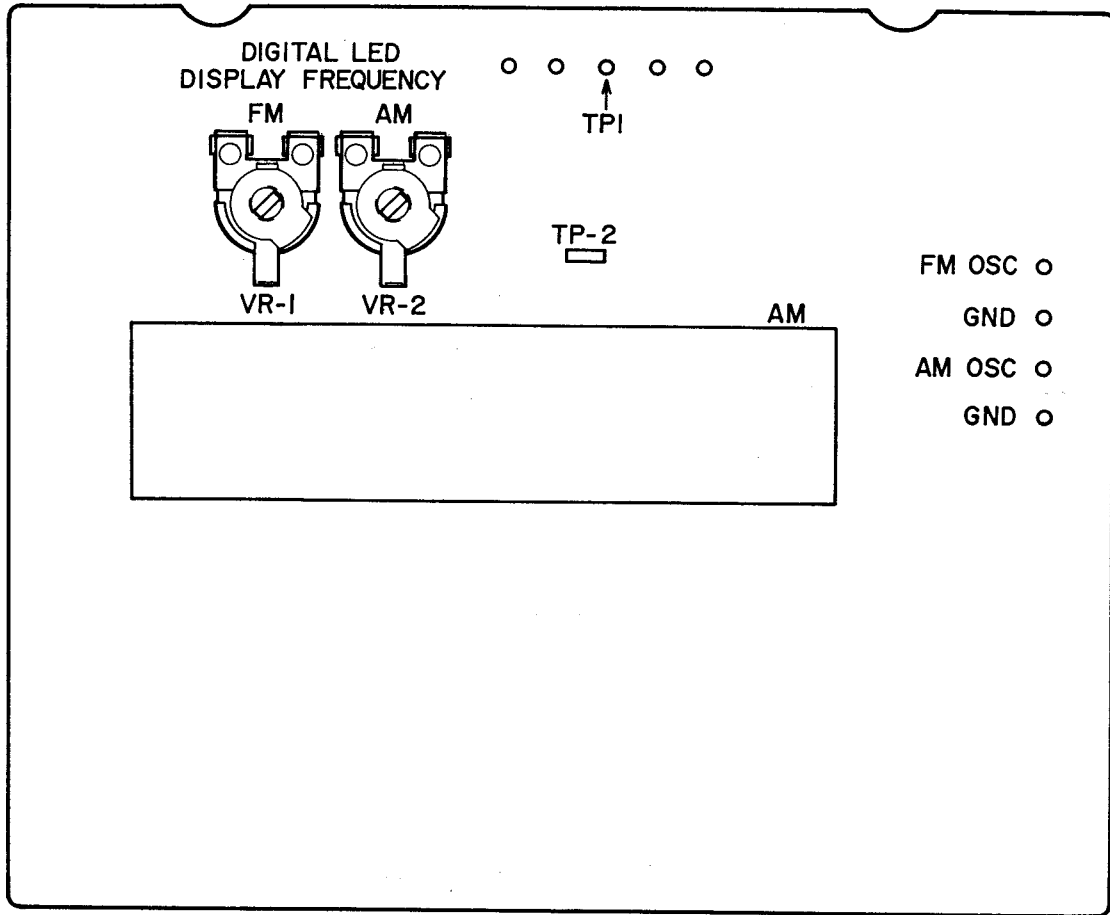 DIGITAL LED
DISPLAY FREQUENCY
FM AM
TP1
TP-2
VR-1 VR-2
AM
FM OSC
GND
AM OSC
GND